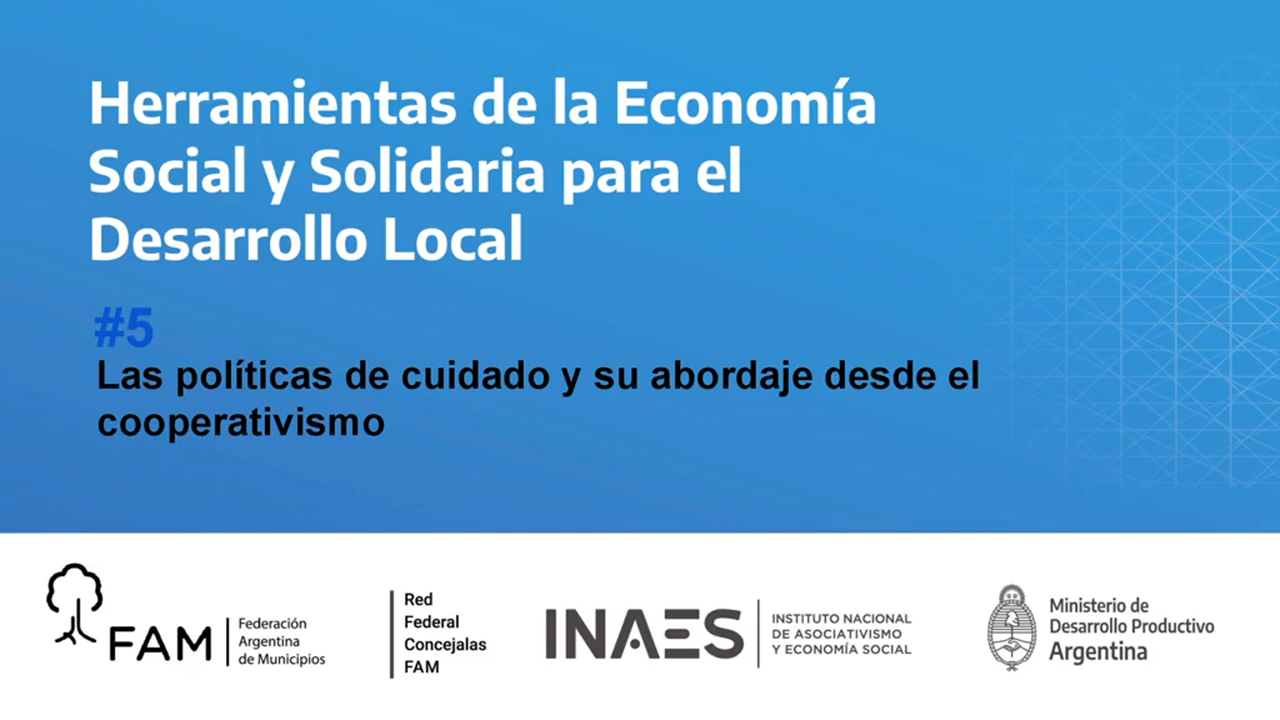 Herramientas de la Economía
Social y Solidaria para el
Desarrollo Local
#5
Las políticas de cuidado y su abordaje desde el
cooperativismo
FAM
Federación
Argentina
de Municipios
Red
Federal
Concejalas
FAM
INAES
INSTITUTO NACIONAL
DE ASOCIATIVISMO
Y ECONOMÍA SOCIAL
Ministerio de
Desarrollo Productivo
Argentina